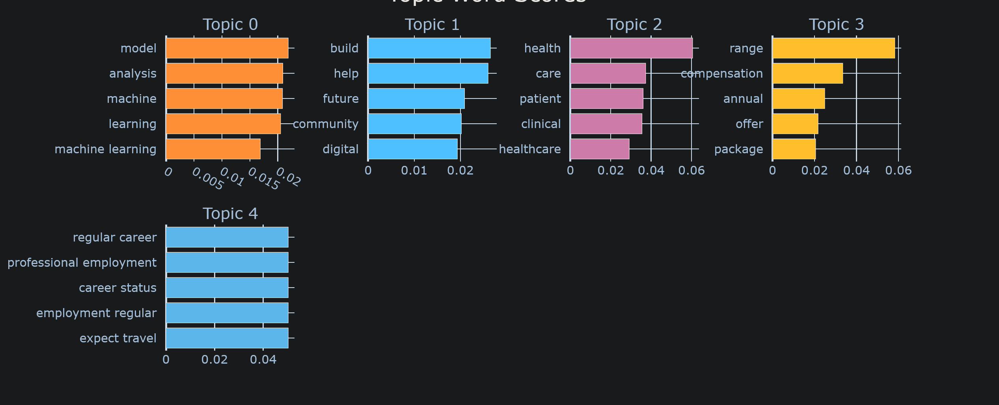 Topic Word Scores
Topic 0
model
analysis
machine
learning
machine learning
0 0.005 0.01 0.015 0.02
Topic 1
build
help
future
community
digital
0 0.01 0.02
Topic 2
health
care
patient
clinical
healthcare
0 0.02 0.04 0.06
Topic 3
range
compensation
annual
offer
package
0 0.02 0.04 0.06
Topic 4
regular career
professional employment
career status
employment regular
expect travel
0 0.02 0.04